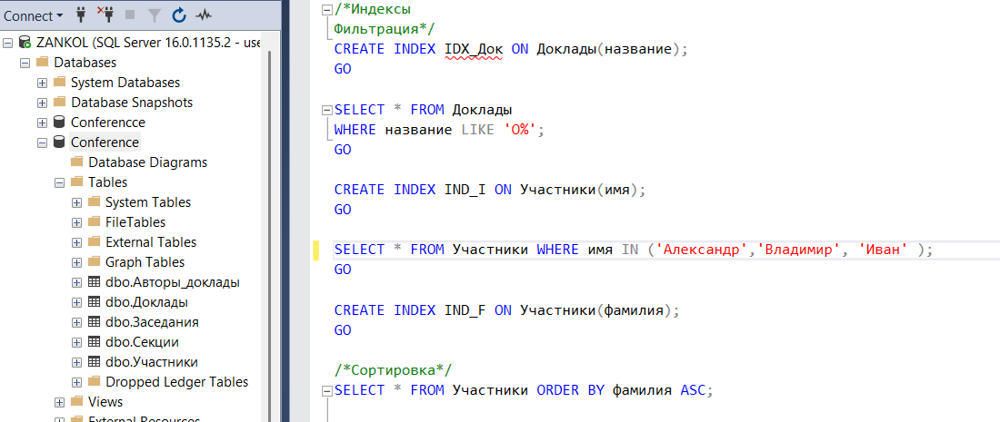 Connect
ZANKOL (SQL Server 16.0.1135.2 - use
Databases
System Databases
Database Snapshots
Conferencce
Conference
Database Diagrams
Tables
System Tables
FileTables
External Tables
Graph Tables
dbo.Авторы_доклады
dbo.Доклады
dbo.Заседания
dbo.Секции
dbo.Участники
Dropped Ledger Tables
Views
External Resources
/*Индексы
Фильтрация*/
CREATE INDEX IDX_Док ON Доклады(название);
GO
SELECT * FROM Доклады
WHERE название LIKE 'О%';
GO
CREATE INDEX IND_I ON Участники(имя);
GO
SELECT * FROM Участники WHERE имя IN ('Александр','Владимир', 'Иван' );
GO
CREATE INDEX IND_F ON Участники(фамилия);
GO
/*Сортировка*/
SELECT * FROM Участники ORDER BY фамилия ASC;